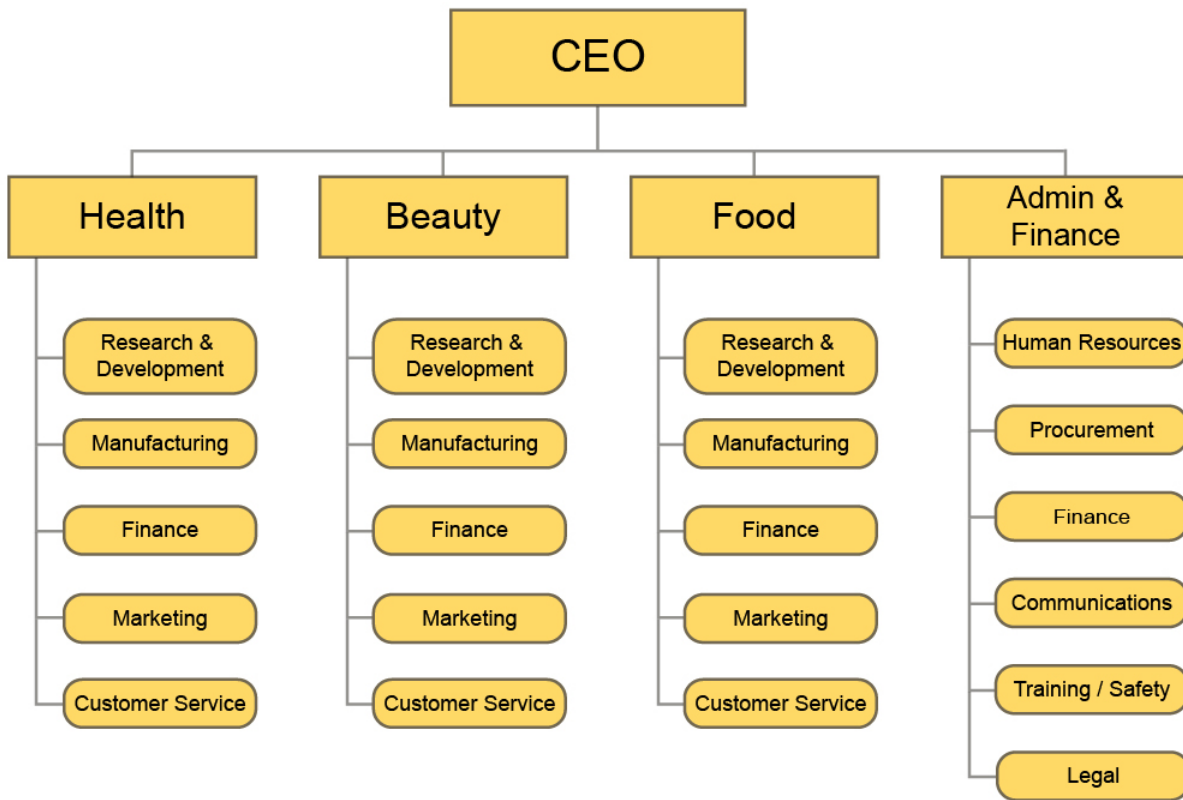 CEO
Health
Beauty
Food
Admin &
Finance
Research &
Development
Manufacturing
Finance
Marketing
Customer Service
Research &
Development
Manufacturing
Finance
Marketing
Customer Service
Research &
Development
Manufacturing
Finance
Marketing
Customer Service
Human Resources
Procurement
Finance
Communications
Training / Safety
Legal